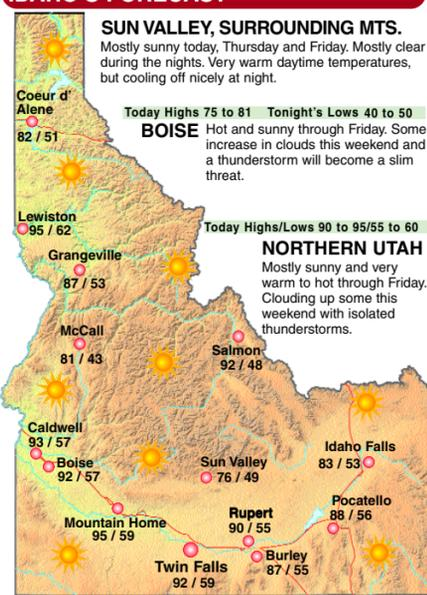 IDAHO'S FORECAST
SUN VALLEY, SURROUNDING MTS.
Mostly sunny today, Thursday and Friday. Mostly clear
during the nights. Very warm daytime temperatures,
but cooling off nicely at night.
Today Highs 75 to 81 Tonight's Lows 40 to 50
BOISE Hot and sunny through Friday. Some
increase in clouds this weekend and
a thunderstorm will become a slim
threat.
Today Highs/Lows 90 to 95/55 to 60
NORTHERN UTAH
Mostly sunny and very
warm to hot through Friday.
Clouding up some this
weekend with isolated
thunderstorms.
Coeur d'
Alene
82 / 51
Lewiston
95 / 62
Grangeville
87 / 53
McCall
81 / 43
Salmon
92 / 48
Caldwell
93 / 57
Boise
92 / 57
Sun Valley
76 / 49
Idaho Falls
83 / 53
Mountain Home
95 / 59
Rupert
90 / 55
Pocatello
88 / 56
Twin Falls
92 / 59
Burley
87 / 55